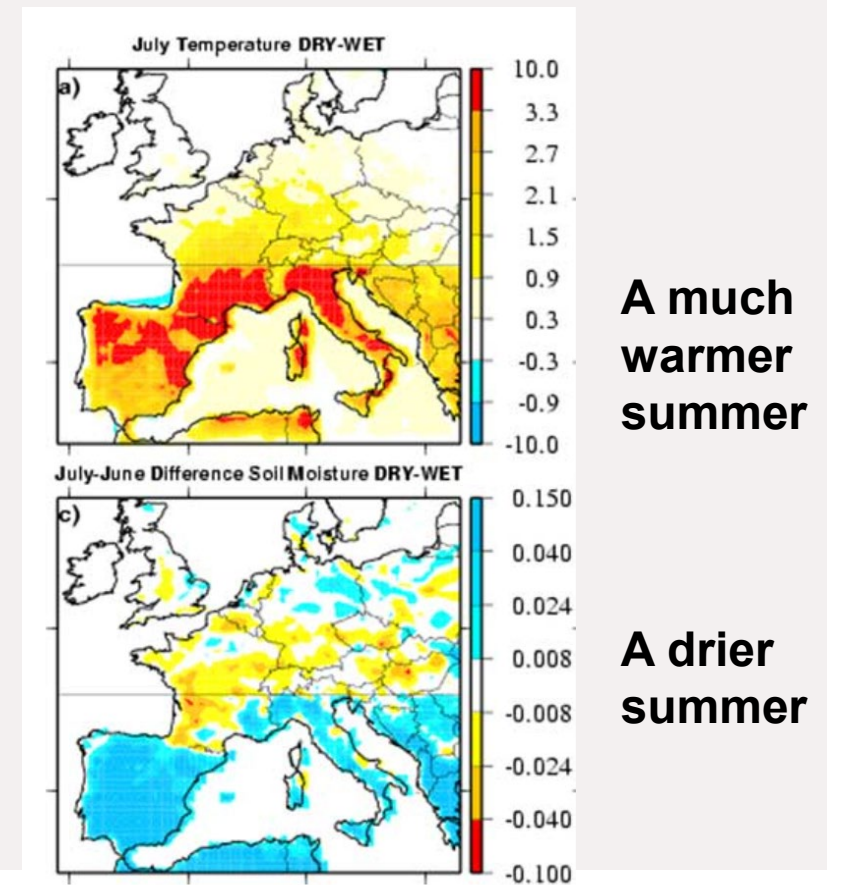 July Temperature DRY-WET
a)
10.0
3.3
2.7
2.1
1.5
0.9
0.3
-0.3
-0.9
-10.0
A much
warmer
summer
July-June Difference Soil Moisture DRY-WET
c)
0.150
0.040
0.024
0.008
-0.008
-0.024
-0.040
-0.100
A drier
summer